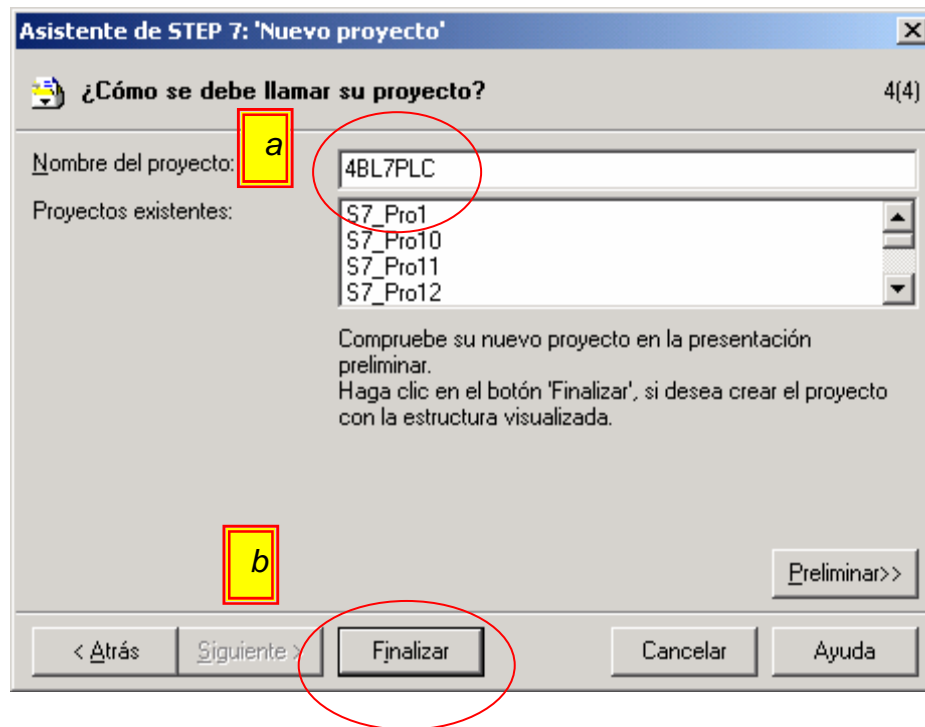 Asistente de STEP 7: 'Nuevo proyecto'
¿Cómo se debe llamar su proyecto?
4(4)
a
Nombre del proyecto:
4BL7PLC
Proyectos existentes:
S7_Pro1
S7_Pro10
S7_Pro11
S7_Pro12
Compruebe su nuevo proyecto en la presentación
preliminar.
Haga clic en el botón 'Finalizar', si desea crear el proyecto
con la estructura visualizada.
b
Preliminar>>
< Atrás
Siguiente >
Finalizar
Cancelar
Ayuda